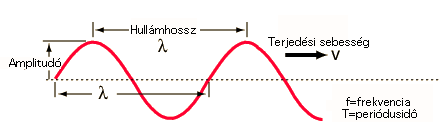 Hullámhossz
λ
Terjedési sebesség
v
Amplitudó
λ
f=frekvencia
T=periódusidő